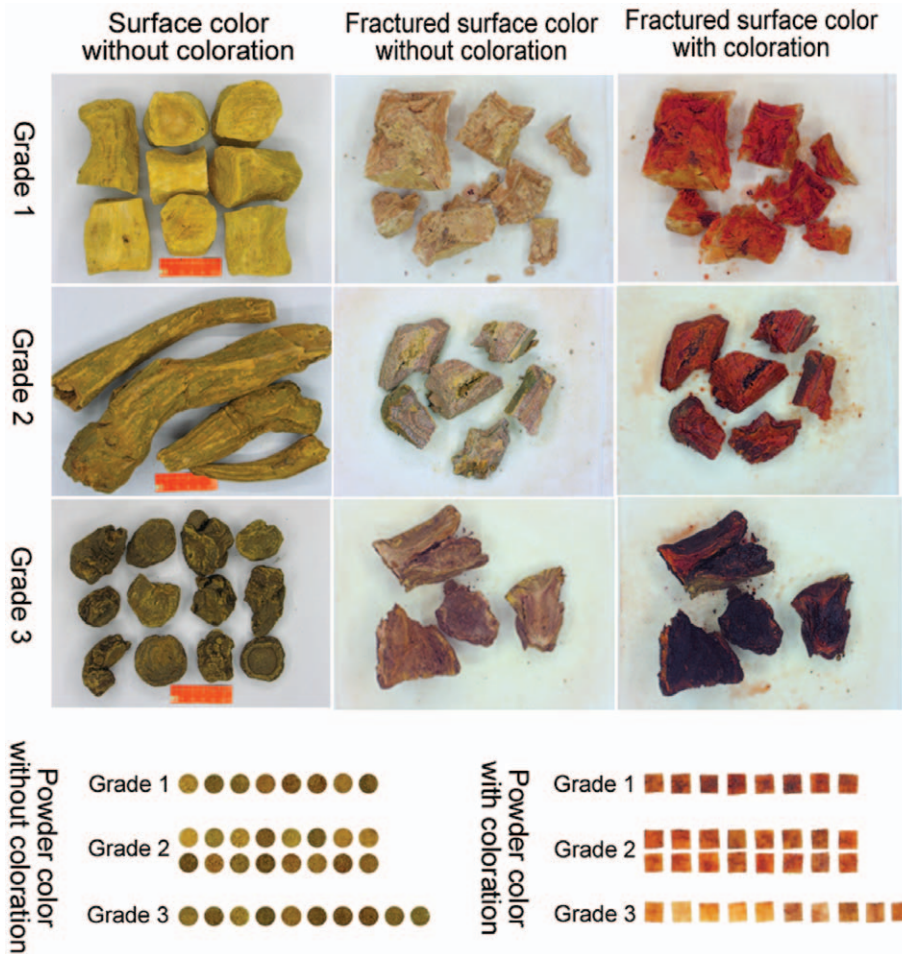 Surface color
without coloration
Fractured surface color
without coloration
Fractured surface color
with coloration
Grade 1
Grade 2
Grade 3
Powder color
without coloration
Grade 1
Grade 2
Grade 3
Powder color
with coloration
Grade 1
Grade 2
Grade 3